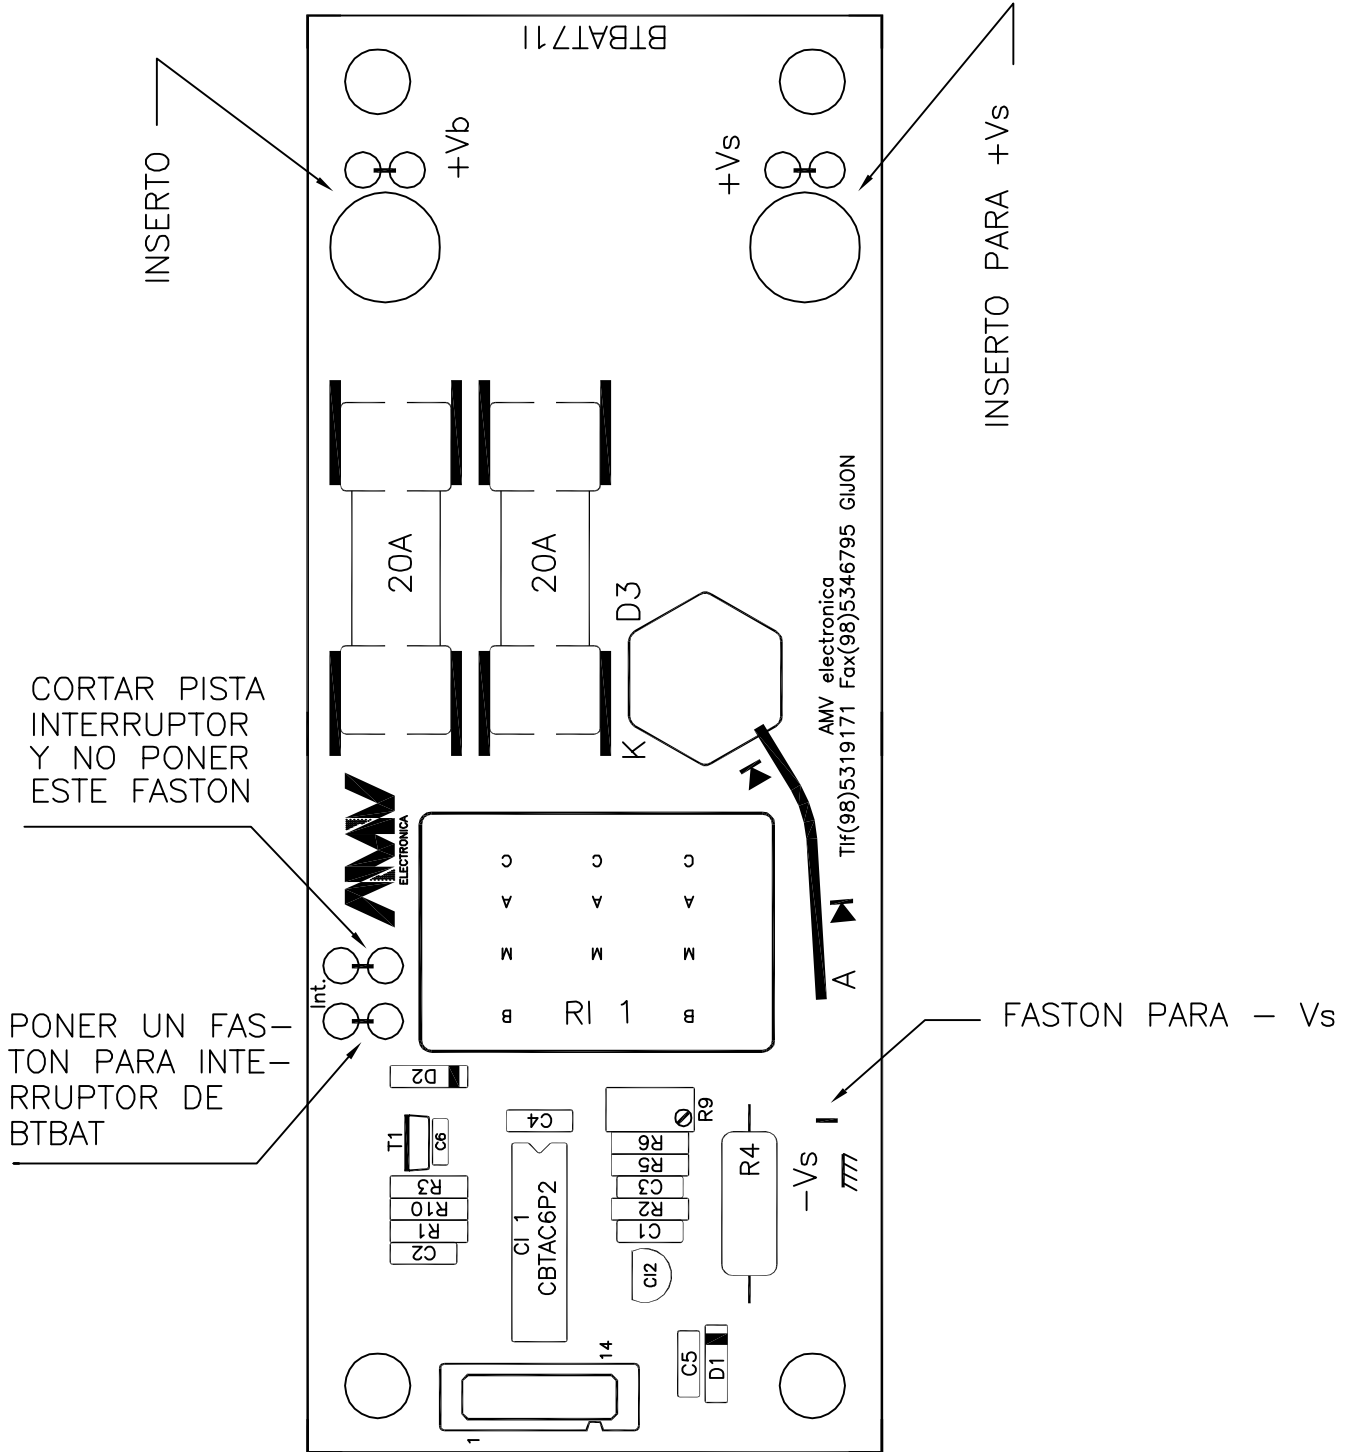 BTBAT71I
INSERTO
+Vb
+Vs
INSERTO PARA +Vs
20A
20A
D3
K
AMV electronica
Tlf(98)5319171 Fax(98)5346795 GIJON
CORTAR PISTA
INTERRUPTOR
Y NO PONER
ESTE FASTON
AMV
ELECTRONICA
C C C
A A A
M M M
B RI 1 B
A
Int.
PONER UN FAS-
TON PARA INTE-
RRUPTOR DE
BTBAT
FASTON PARA - Vs
D2
T1
C6
R3
R10
R1
C2
C4
CI 1
CBTAC6P2
R9
R6
R5
C3
R2
C1
CI2
R4
-Vs
C5
D1
14
1